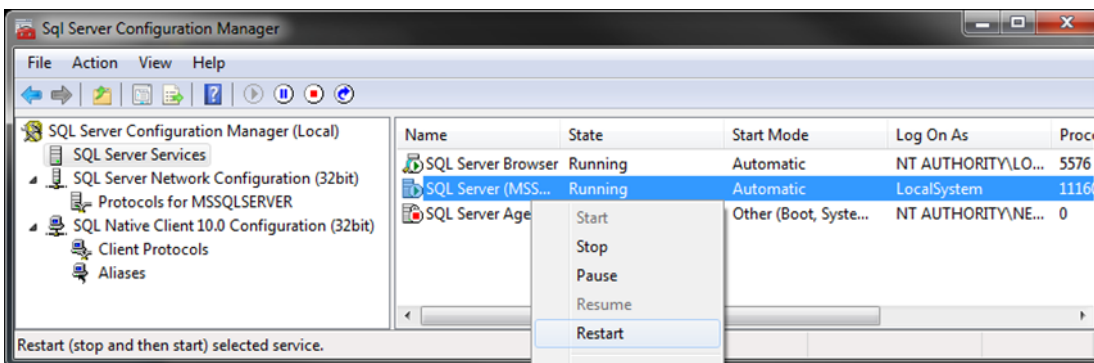 Sql Server Configuration Manager
File Action View Help
SQL Server Configuration Manager (Local)
SQL Server Services
SQL Server Network Configuration (32bit)
Protocols for MSSQLSERVER
SQL Native Client 10.0 Configuration (32bit)
Client Protocols
Aliases
Name State Start Mode Log On As Proce
SQL Server Browser Running Automatic NT AUTHORITY\LO... 5576
SQL Server (MSS... Running Automatic LocalSystem 11160
SQL Server Age Other (Boot, Syste... NT AUTHORITY\NE... 0
Start
Stop
Pause
Resume
Restart
Restart (stop and then start) selected service.